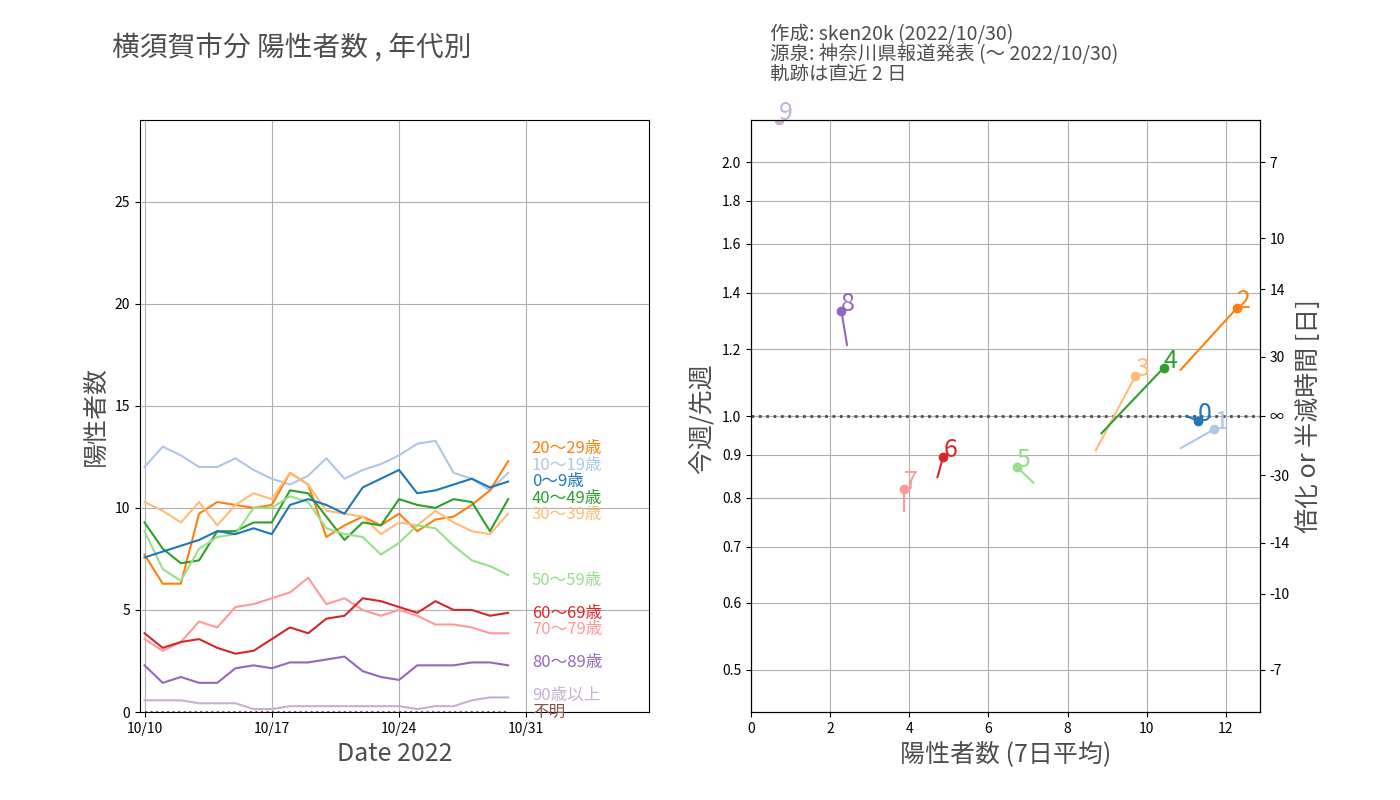 横須賀市分 陽性者数 , 年代別
作成: sken20k (2022/10/30)
源泉: 神奈川県報道発表 (〜 2022/10/30)
軌跡は直近 2 日
陽性者数
25
20
15
10
5
0
10/10
10/17
10/24
10/31
Date 2022
20〜29歳
10〜19歳
0〜9歳
40〜49歳
30〜39歳
50〜59歳
60〜69歳
70〜79歳
80〜89歳
90歳以上
不明
今週/先週
2.0
1.8
1.6
1.4
1.2
1.0
0.9
0.8
0.7
0.6
0.5
9
8
2
3
4
0
1
6
5
7
0
2
4
6
8
10
12
陽性者数 (7日平均)
7
10
14
30
∞
-30
-14
-10
-7
倍化 or 半減時間 [日]